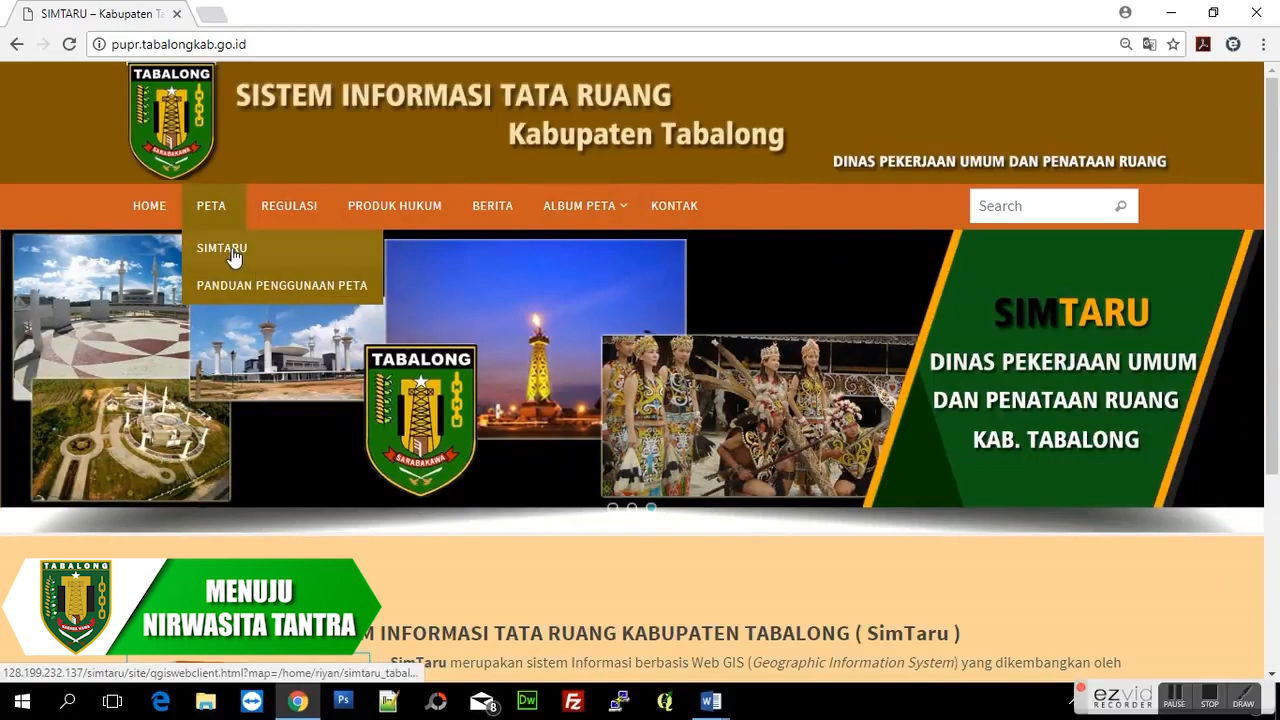 SIMTARU – Kabupaten Ta
pupr.tabalongkab.go.id
TABALONG
SARABAKAWA
SISTEM INFORMASI TATA RUANG
Kabupaten Tabalong
DINAS PEKERJAAN UMUM DAN PENATAAN RUANG
HOME PETA REGULASI PRODUK HUKUM BERITA ALBUM PETA KONTAK Search
SIMTARU
PANDUAN PENGGUNAAN PETA
TABALONG
SARABAKAWA
SIMTARU
DINAS PEKERJAAN UMUM
DAN PENATAAN RUANG
KAB. TABALONG
TABALONG
MENUJU
NIRWASITA TANTRA
M INFORMASI TATA RUANG KABUPATEN TABALONG ( SimTaru )
SimTaru merupakan sistem Informasi berbasis Web GIS (Geographic Information System) yang dikembangkan oleh
128.199.232.137/simtaru/site/qgiswebclient.html?map=/home/riyan/simtaru_tabal...
8
ezvid
RECORDER
PAUSE STOP DRAW